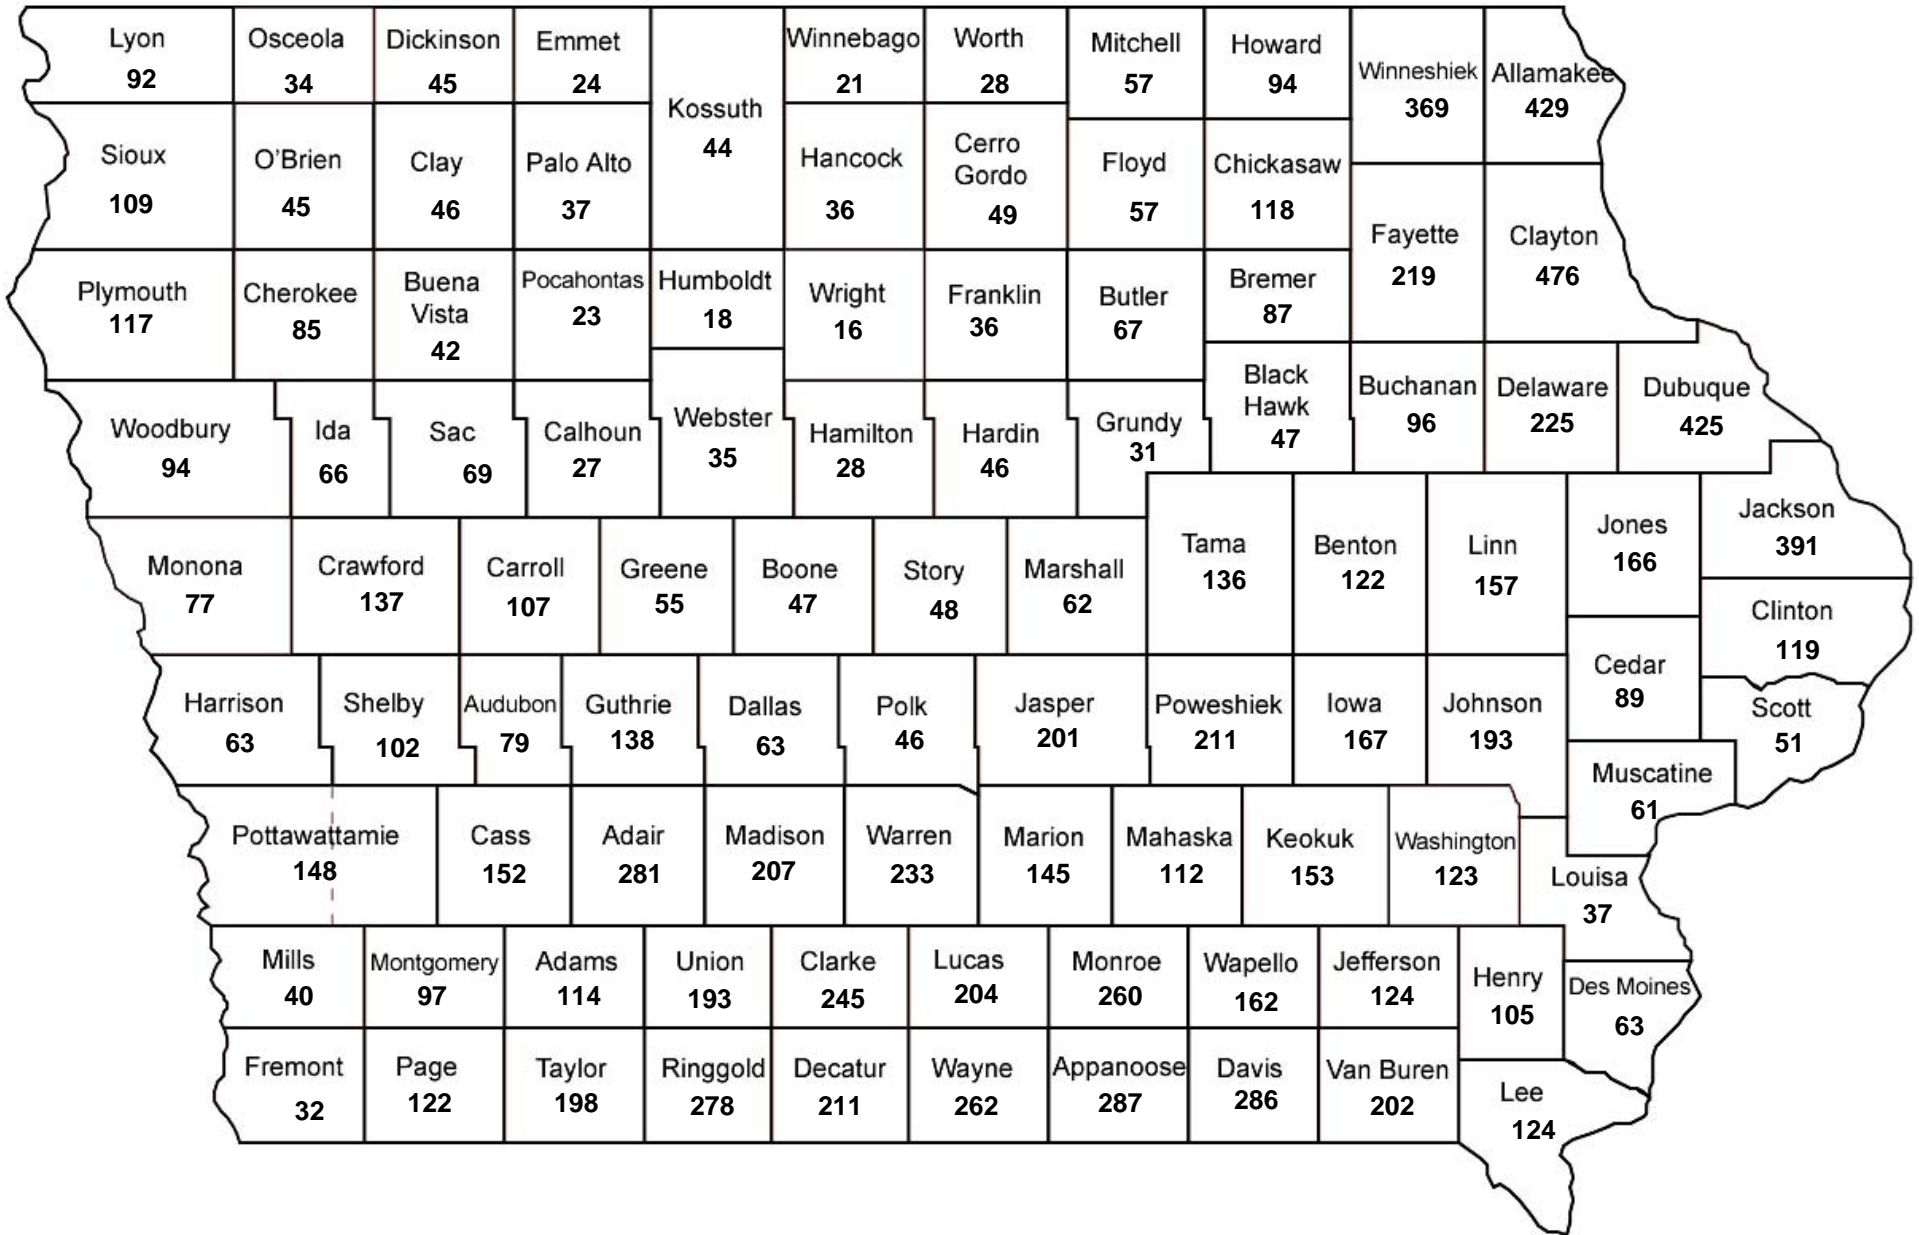 Lyon
92
Osceola
34
Dickinson
45
Emmet
24
Kossuth
44
Winnebago
21
Worth
28
Mitchell
57
Howard
94
Winneshiek
369
Allamakee
429
Sioux
109
O'Brien
45
Clay
46
Palo Alto
37
Hancock
36
Cerro
Gordo
49
Floyd
57
Chickasaw
118
Fayette
219
Clayton
476
Plymouth
117
Cherokee
85
Buena
Vista
42
Pocahontas
23
Humboldt
18
Wright
16
Franklin
36
Butler
67
Bremer
87
Woodbury
94
Ida
66
Sac
69
Calhoun
27
Webster
35
Hamilton
28
Hardin
46
Grundy
31
Black
Hawk
47
Buchanan
96
Delaware
225
Dubuque
425
Monona
77
Crawford
137
Carroll
107
Greene
55
Boone
47
Story
48
Marshall
62
Tama
136
Benton
122
Linn
157
Jones
166
Jackson
391
Clinton
119
Harrison
63
Shelby
102
Audubon
79
Guthrie
138
Dallas
63
Polk
46
Jasper
201
Poweshiek
211
Iowa
167
Johnson
193
Cedar
89
Scott
51
Muscatine
61
Pottawattamie
148
Cass
152
Adair
281
Madison
207
Warren
233
Marion
145
Mahaska
112
Keokuk
153
Washington
123
Louisa
37
Mills
40
Montgomery
97
Adams
114
Union
193
Clarke
245
Lucas
204
Monroe
260
Wapello
162
Jefferson
124
Henry
105
Des Moines
63
Fremont
32
Page
122
Taylor
198
Ringgold
278
Decatur
211
Wayne
262
Appanoose
287
Davis
286
Van Buren
202
Lee
124